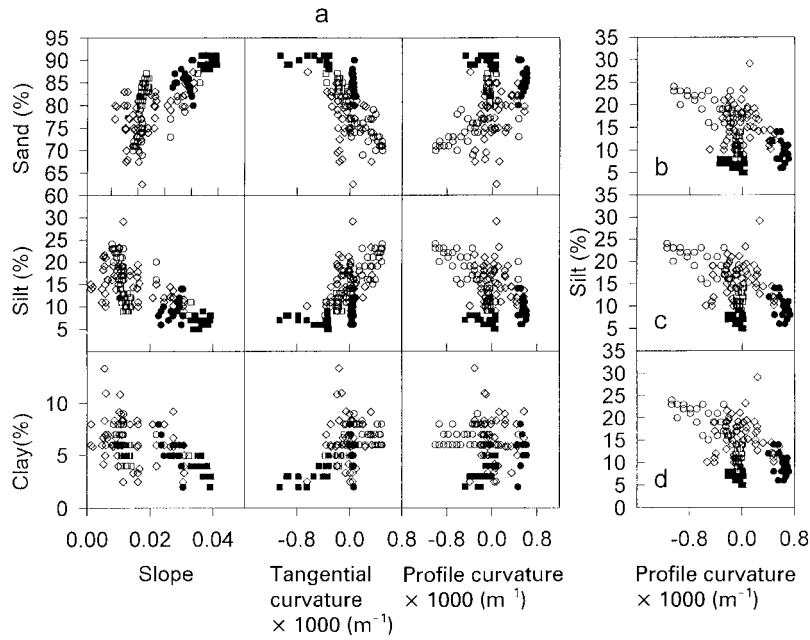 a
95
90
85
80
75
70
65
60
Sand (%)
30
25
20
15
10
5
Silt (%)
10
5
0
Clay(%)
0.00 0.02 0.04
Slope
-0.8 0.0 0.8
Tangential
curvature
× 1000 (m⁻¹)
-0.8 0.0 0.8
Profile curvature
× 1000 (m⁻¹)
35
30
25
20
15
10
5
b
35
30
25
20
15
10
5
Silt (%)
c
35
30
25
20
15
10
5
0
d
-0.8 0.0 0.8
Profile curvature
× 1000 (m⁻¹)